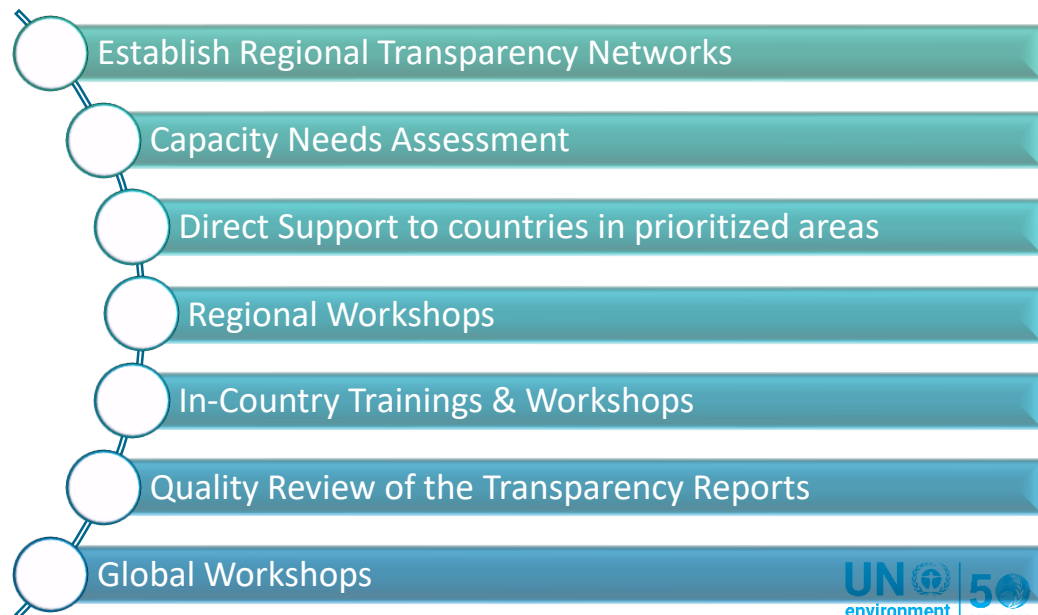 Establish Regional Transparency Networks
Capacity Needs Assessment
Direct Support to countries in prioritized areas
Regional Workshops
In-Country Trainings & Workshops
Quality Review of the Transparency Reports
Global Workshops
UN 50
environment